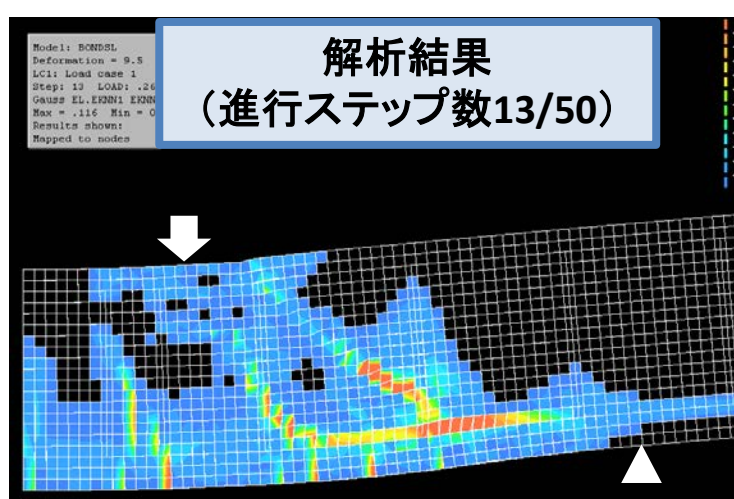 Model: BONDSL
Deformation = 9.5
LC1: Load case 1
Step: 13 LOAD: .26
Gauss EL.EKNN1 EKNN
Max = .116 Min = 0
Results shown:
Mapped to nodes
解析結果
（進行ステップ数13/50）